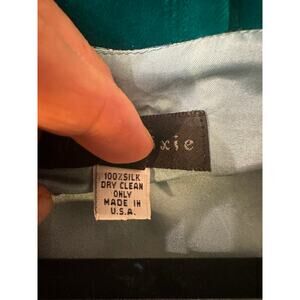 xie
100% SILK
DRY CLEAN
ONLY
MADE IN
U.S.A.